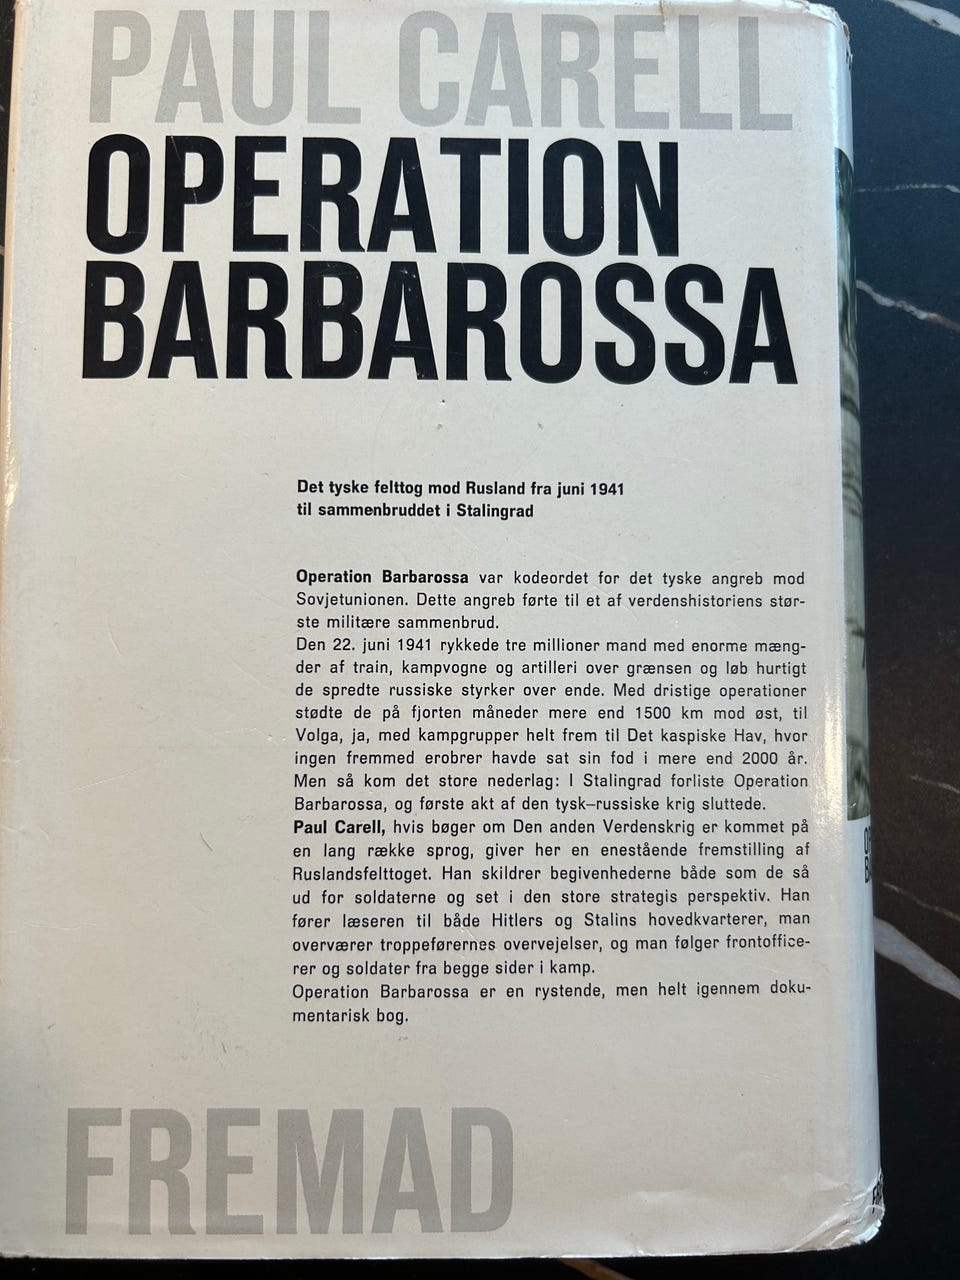 PAUL CARELL
OPERATION
BARBAROSSA
Det tyske felttog mod Rusland fra juni 1941
til sammenbruddet i Stalingrad
Operation Barbarossa var kodeordet for det tyske angreb mod
Sovjetunionen. Dette angreb førte til et af verdenshistoriens stør-
ste militære sammenbrud.
Den 22. juni 1941 rykkede tre millioner mand med enorme mæng-
der af train, kampvogne og artilleri over grænsen og løb hurtigt
de spredte russiske styrker over ende. Med dristige operationer
stødte de på fjorten måneder mere end 1500 km mod øst, til
Volga, ja, med kampgrupper helt frem til Det kaspiske Hav, hvor
ingen fremmed erobrer havde sat sin fod i mere end 2000 år.
Men så kom det store nederlag: I Stalingrad forliste Operation
Barbarossa, og første akt af den tysk–russiske krig sluttede.
Paul Carell, hvis bøger om Den anden Verdenskrig er kommet på
en lang række sprog, giver her en enestående fremstilling af
Ruslandsfelttoget. Han skildrer begivenhederne både som de så
ud for soldaterne og set i den store strategis perspektiv. Han
fører læseren til både Hitlers og Stalins hovedkvarterer, man
overværer troppeførernes overvejelser, og man følger frontoffice-
rer og soldater fra begge sider i kamp.
Operation Barbarossa er en rystende, men helt igennem doku-
mentarisk bog.
FREMAD